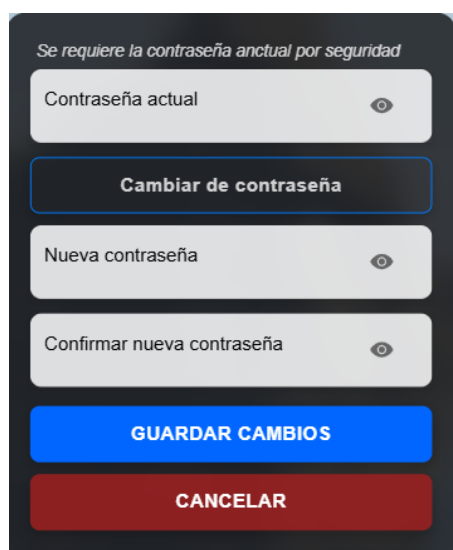 Se requiere la contraseña anctual por seguridad
Contraseña actual
Cambiar de contraseña
Nueva contraseña
Confirmar nueva contraseña
GUARDAR CAMBIOS
CANCELAR